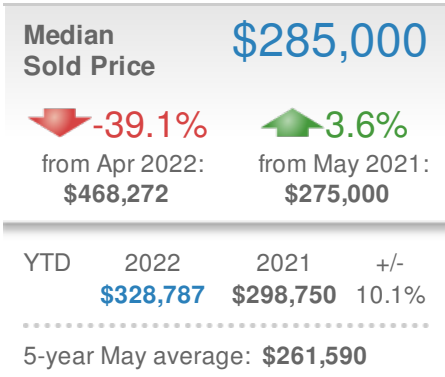 Median $285,000
Sold Price
-39.1% 3.6%
from Apr 2022: from May 2021:
$468,272 $275,000
YTD 2022 2021 +/-
$328,787 $298,750 10.1%
5-year May average: $261,590